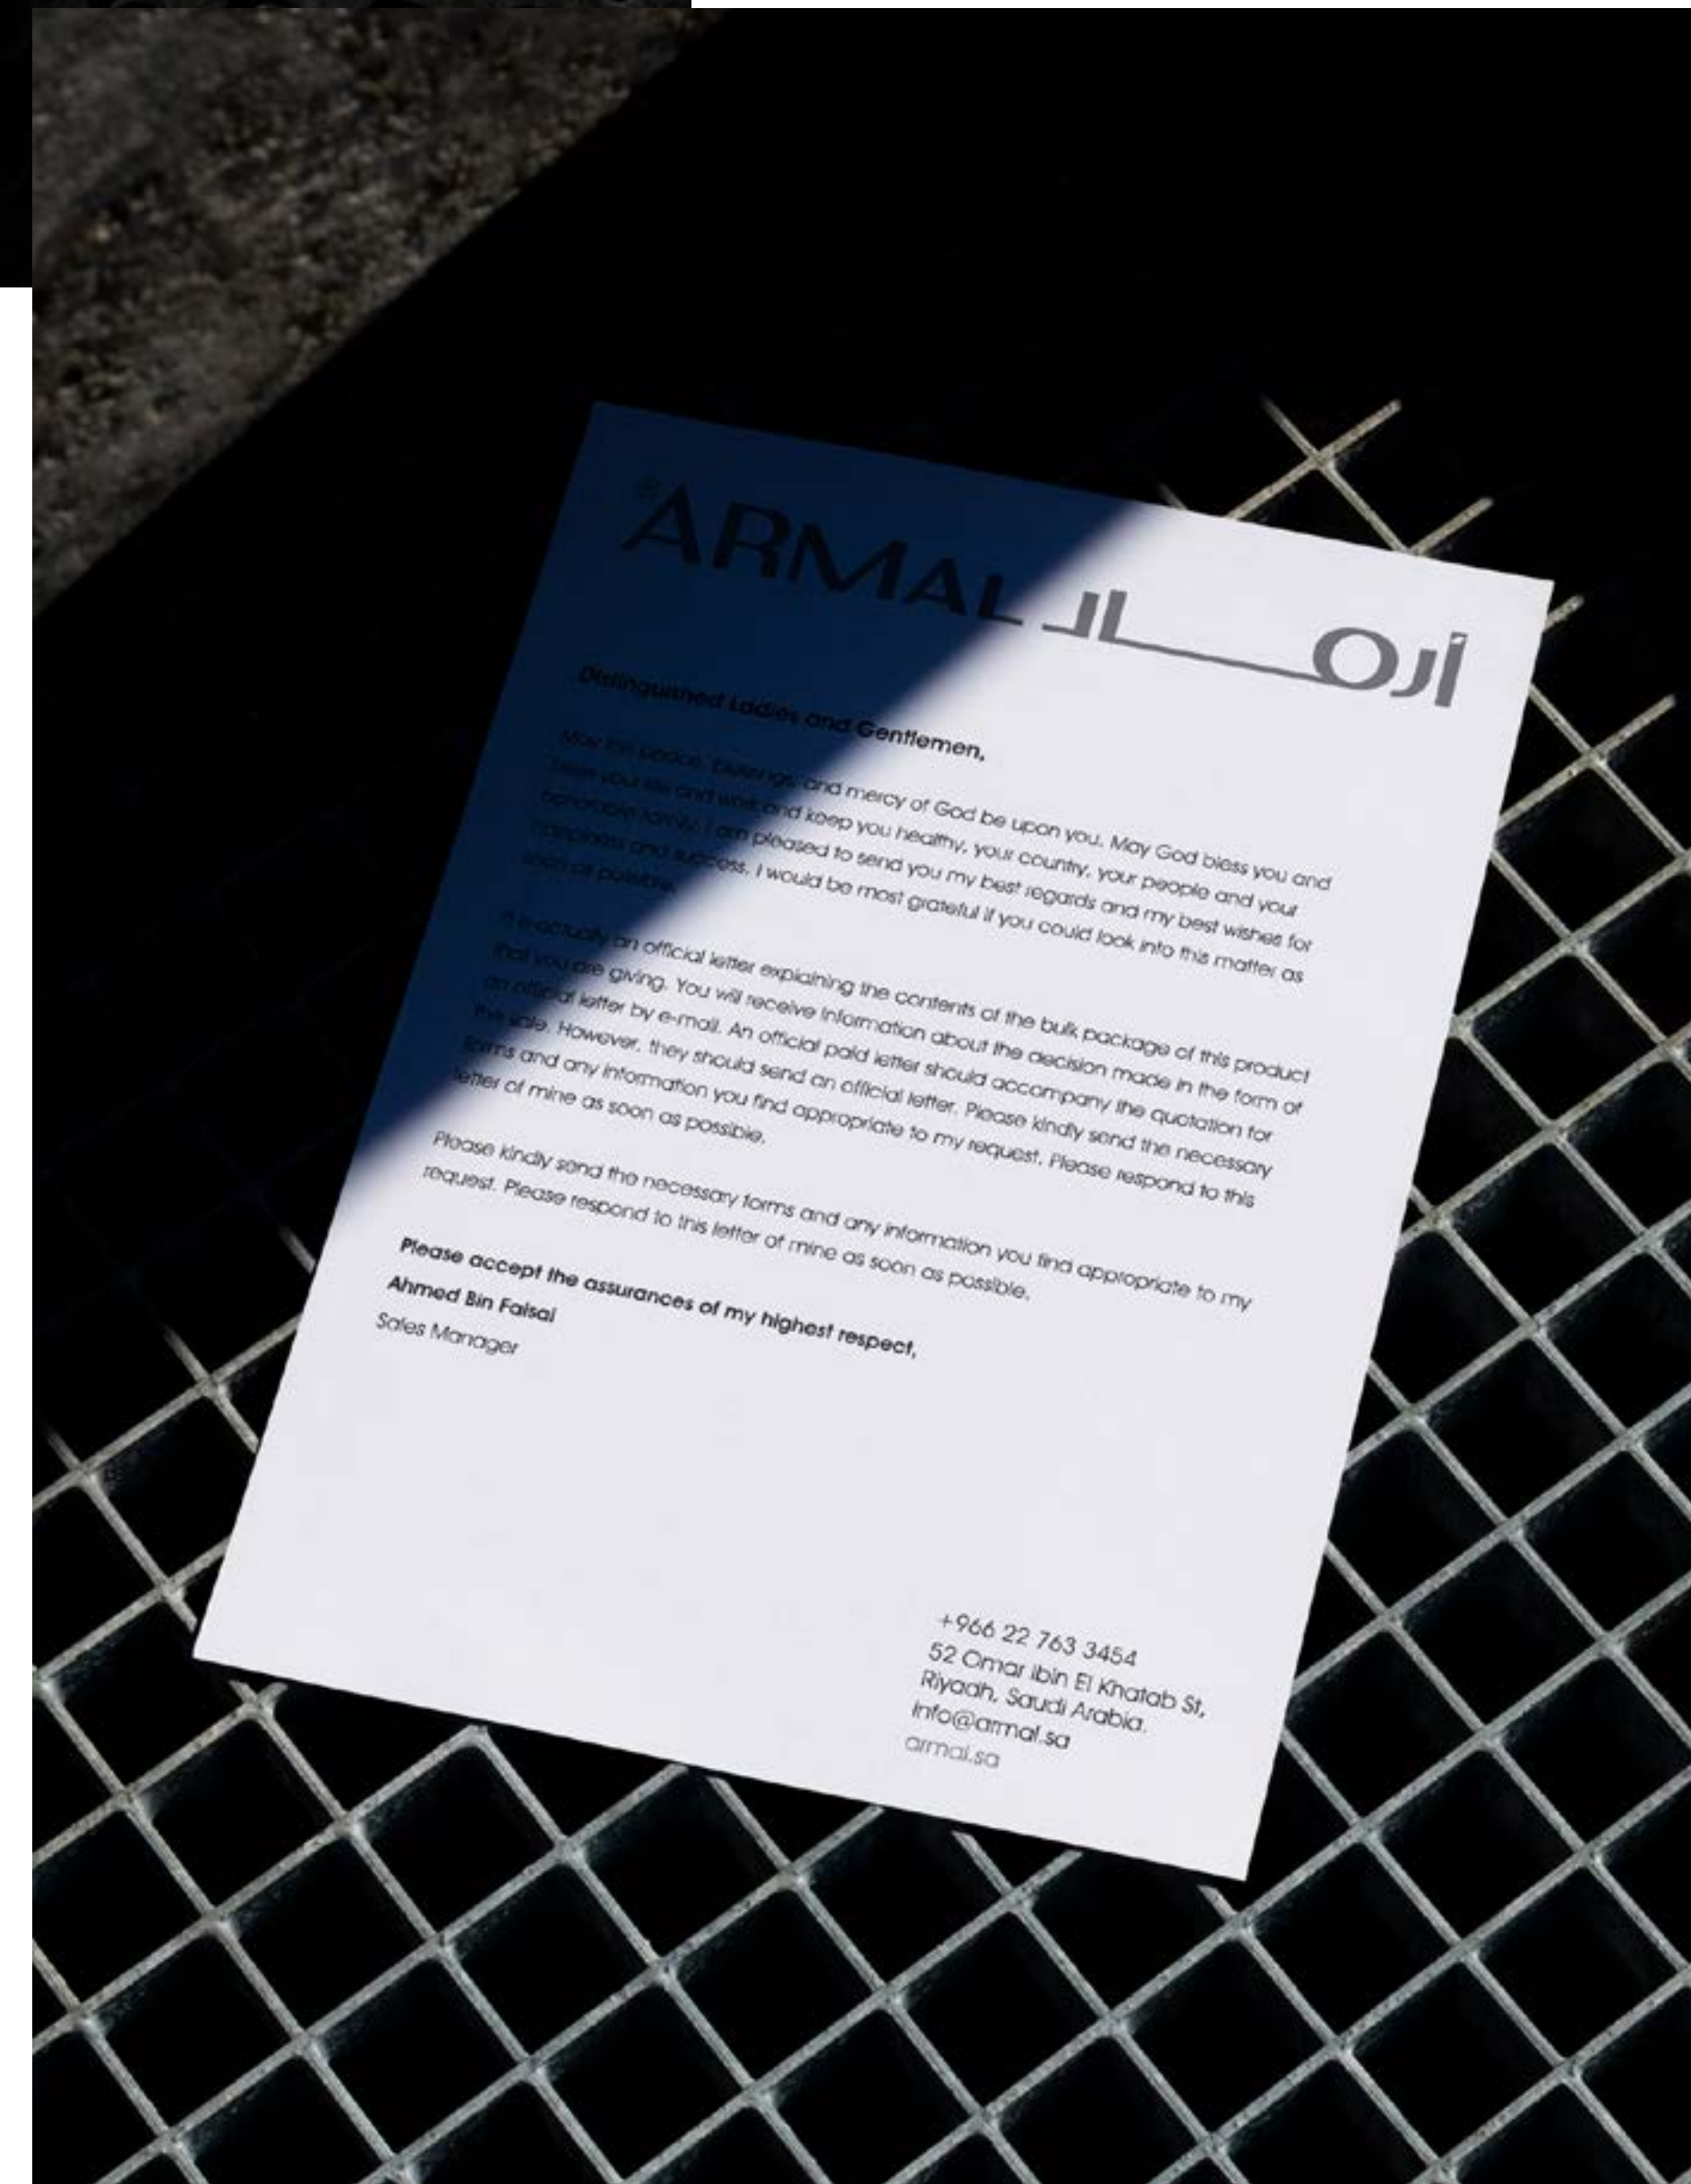 ARMAL أرمال
Distinguished Ladies and Gentlemen,
May the peace, blessings, and mercy of God be upon you. May God bless you and
bless your life and work and keep you healthy, your country, your people and your
honorable family. I am pleased to send you my best regards and my best wishes for
happiness and success. I would be most grateful if you could look into this matter as
soon as possible.
It is actually an official letter explaining the contents of the bulk package of this product
that you are giving. You will receive information about the decision made in the form of
an official letter by e-mail. An official paid letter should accompany the quotation for
the sale. However, they should send an official letter. Please kindly send the necessary
forms and any information you find appropriate to my request. Please respond to this
letter of mine as soon as possible.
Please kindly send the necessary forms and any information you find appropriate to my
request. Please respond to this letter of mine as soon as possible.
Please accept the assurances of my highest respect,
Ahmed Bin Faisal
Sales Manager
+966 22 763 3454
52 Omar ibin El Khatab St,
Riyadh, Saudi Arabia.
info@armal.sa
armal.sa